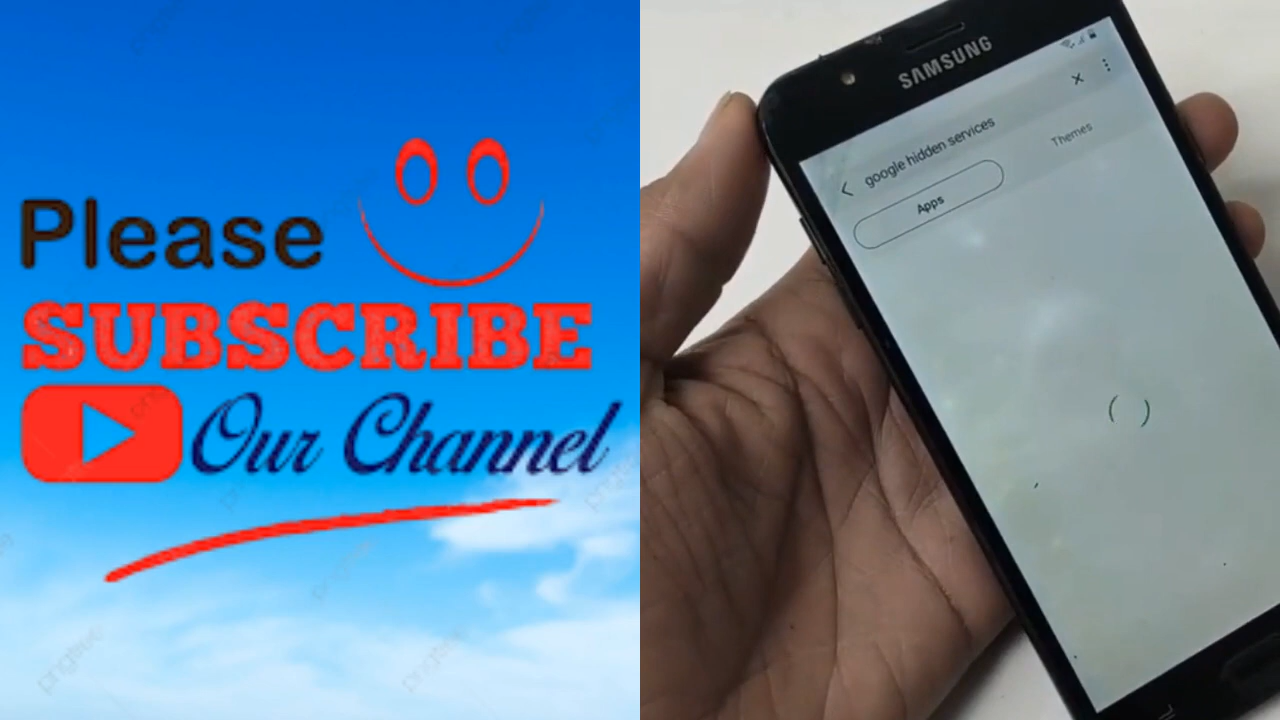 Please
SUBSCRIBE
Our Channel
SAMSUNG
google hidden services
Apps
Themes